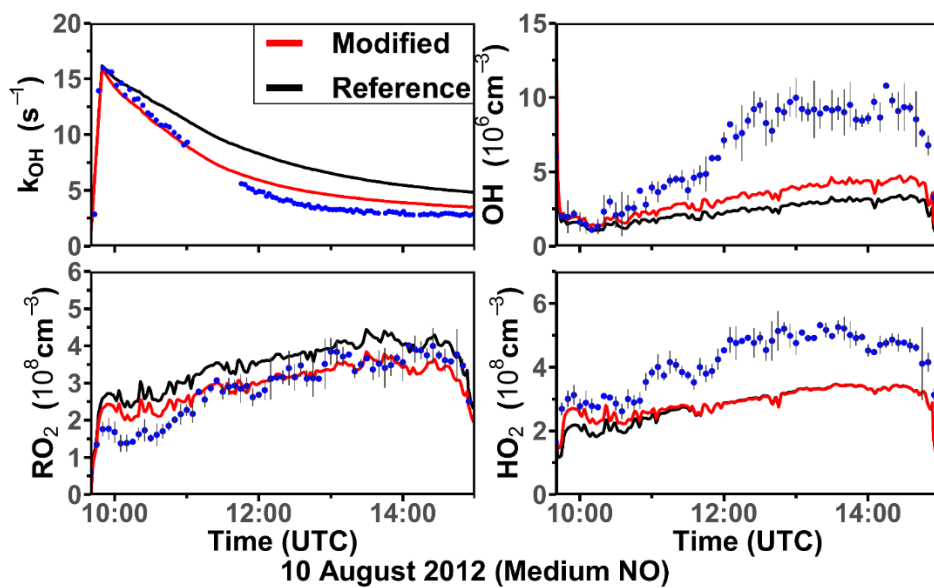 20
15
10
5
0
k_OH (s⁻¹)
Modified
Reference
15
10
5
0
OH (10⁶cm⁻³)
6
5
4
3
2
1
0
RO₂ (10⁸cm⁻³)
10:00 12:00 14:00
Time (UTC)
6
4
2
0
HO₂ (10⁸cm⁻³)
10:00 12:00 14:00
Time (UTC)
10 August 2012 (Medium NO)